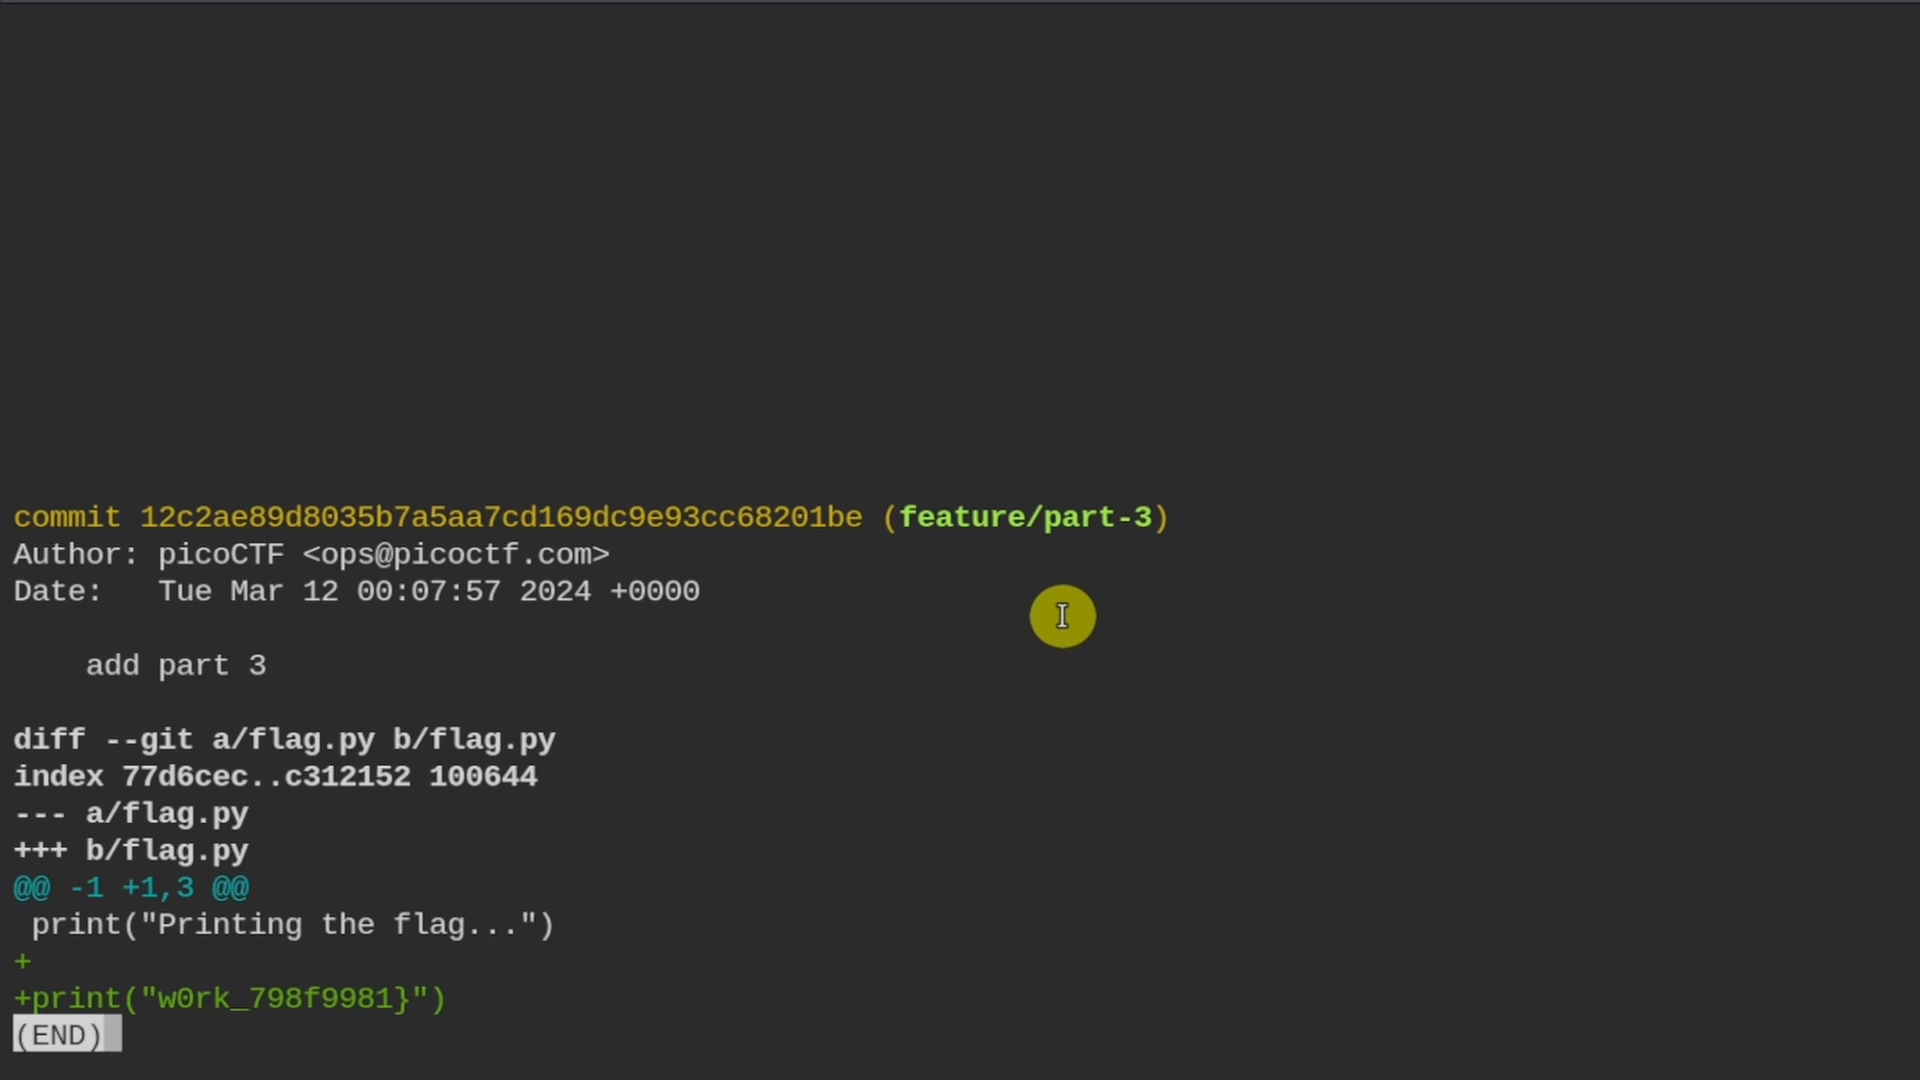 commit 12c2ae89d8035b7a5aa7cd169dc9e93cc68201be (feature/part-3)
Author: picoCTF <ops@picoctf.com>
Date:   Tue Mar 12 00:07:57 2024 +0000
    add part 3
diff --git a/flag.py b/flag.py
index 77d6cec..c312152 100644
--- a/flag.py
+++ b/flag.py
@@ -1 +1,3 @@
 print("Printing the flag...")
+
+print("w0rk_798f9981}")
(END)